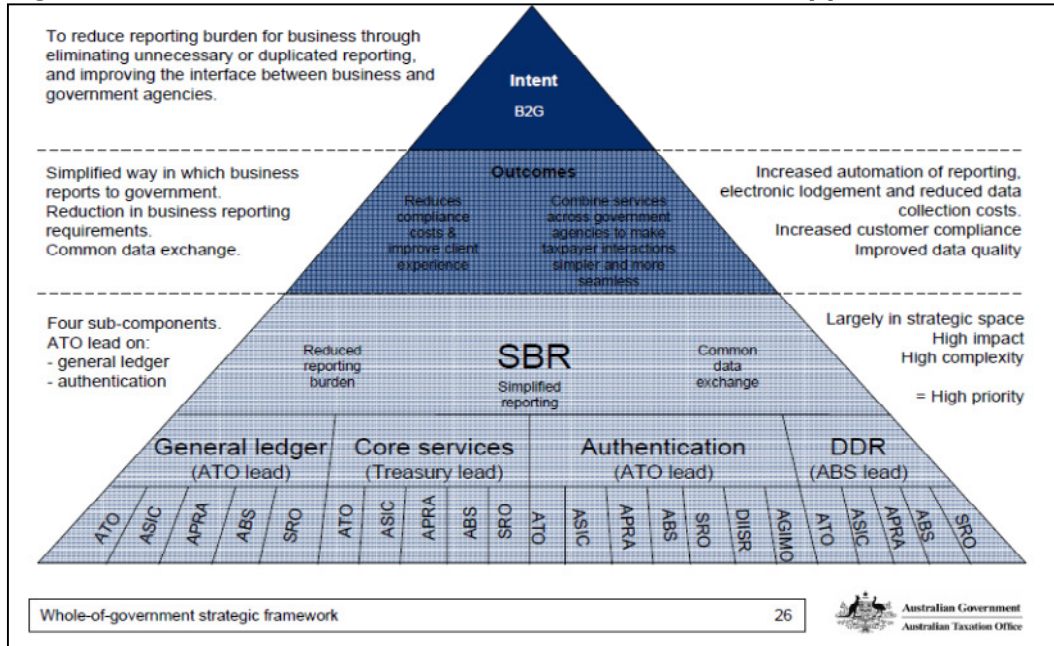 To reduce reporting burden for business through
eliminating unnecessary or duplicated reporting,
and improving the interface between business and
government agencies.
Intent
B2G
Simplified way in which business
reports to government.
Reduction in business reporting
requirements.
Common data exchange.
Outcomes
Reduces
compliance
costs &
improve client
experience
Combine services
across government
agencies to make
taxpayer interactions
simpler and more
seamless
Increased automation of reporting,
electronic lodgement and reduced data
collection costs.
Increased customer compliance
Improved data quality
Four sub-components.
ATO lead on:
- general ledger
- authentication
Reduced
reporting
burden
SBR
Simplified
reporting
Common
data
exchange
Largely in strategic space
High impact
High complexity
= High priority
General ledger
(ATO lead)
Core services
(Treasury lead)
Authentication
(ATO lead)
DDR
(ABS lead)
ATO
ASIC
APRA
ABS
SRO
ATO
ASIC
APRA
ABS
SRO
ATO
ASIC
APRA
ABS
SRO
DIISR
AGIMO
ATO
ASIC
APRA
ABS
SRO
Whole-of-government strategic framework
26
Australian Government
Australian Taxation Office